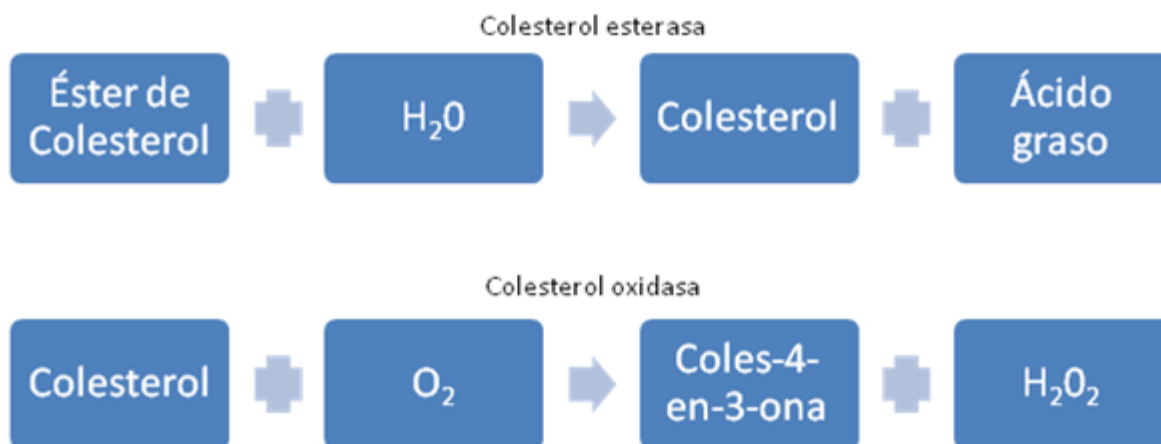 Colesterol esterasa
Éster de
Colesterol
H₂0
Colesterol
Ácido
graso
Colesterol oxidasa
Colesterol
O₂
Coles-4-
en-3-ona
H₂0₂